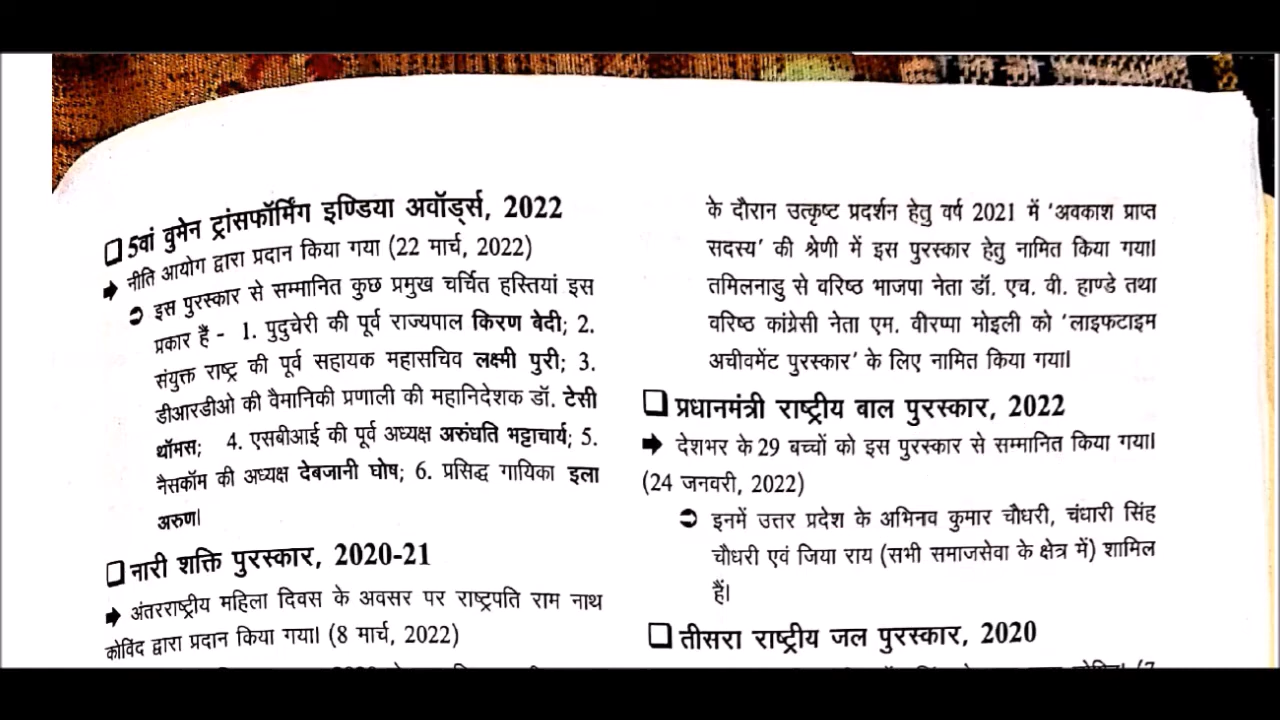 ❑ 5वां वुमेन ट्रांसफॉर्मिंग इण्डिया अवॉर्ड्स, 2022
➡ नीति आयोग द्वारा प्रदान किया गया (22 मार्च, 2022)
➲ इस पुरस्कार से सम्मानित कुछ प्रमुख चर्चित हस्तियां इस
प्रकार हैं - 1. पुदुचेरी की पूर्व राज्यपाल किरण बेदी; 2.
संयुक्त राष्ट्र की पूर्व सहायक महासचिव लक्ष्मी पुरी; 3.
डीआरडीओ की वैमानिकी प्रणाली की महानिदेशक डॉ. टेसी
थॉमस; 4. एसबीआई की पूर्व अध्यक्ष अरुंधति भट्टाचार्य; 5.
नैसकॉम की अध्यक्ष देबजानी घोष; 6. प्रसिद्ध गायिका इला
अरुण।
❑ नारी शक्ति पुरस्कार, 2020-21
➡ अंतरराष्ट्रीय महिला दिवस के अवसर पर राष्ट्रपति राम नाथ
कोविंद द्वारा प्रदान किया गया। (8 मार्च, 2022)
के दौरान उत्कृष्ट प्रदर्शन हेतु वर्ष 2021 में 'अवकाश प्राप्त
सदस्य' की श्रेणी में इस पुरस्कार हेतु नामित किया गया।
तमिलनाडु से वरिष्ठ भाजपा नेता डॉ. एच. वी. हाण्डे तथा
वरिष्ठ कांग्रेसी नेता एम. वीरप्पा मोइली को 'लाइफटाइम
अचीवमेंट पुरस्कार' के लिए नामित किया गया।
❑ प्रधानमंत्री राष्ट्रीय बाल पुरस्कार, 2022
➡ देशभर के 29 बच्चों को इस पुरस्कार से सम्मानित किया गया।
(24 जनवरी, 2022)
➲ इनमें उत्तर प्रदेश के अभिनव कुमार चौधरी, चंधारी सिंह
चौधरी एवं जिया राय (सभी समाजसेवा के क्षेत्र में) शामिल
हैं।
❑ तीसरा राष्ट्रीय जल पुरस्कार, 2020